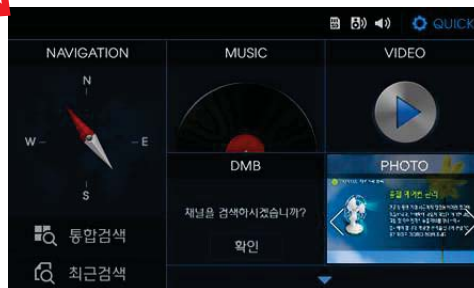 QUICK
NAVIGATION
MUSIC
VIDEO
N
W
E
S
통합검색
최근검색
DMB
채널을 검색하시겠습니까?
확인
PHOTO